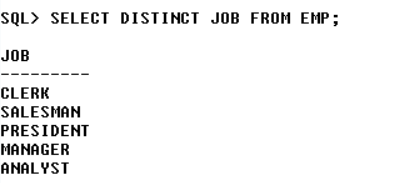 SQL> SELECT DISTINCT JOB FROM EMP;
JOB
---------
CLERK
SALESMAN
PRESIDENT
MANAGER
ANALYST